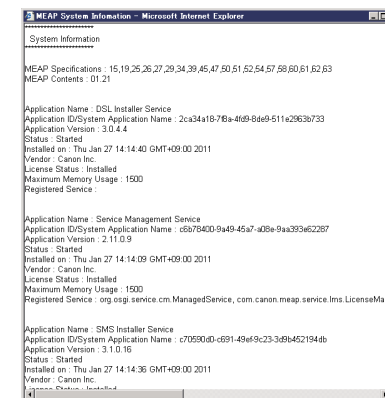 MEAP System Infomation - Microsoft Internet Explorer
************************
System Information
************************
MEAP Specifications : 15,19,25,26,27,29,34,39,45,47,50,51,52,54,57,58,60,61,62,63
MEAP Contents : 01.21
Application Name : DSL Installer Service
Application ID/System Application Name : 2ca34a18-7f8a-4fd9-8de9-511e2963b733
Application Version : 3.0.4.4
Status : Started
Installed on : Thu Jan 27 14:14:40 GMT+09:00 2011
Vendor : Canon Inc.
License Status : Installed
Maximum Memory Usage : 1500
Registered Service :
Application Name : Service Management Service
Application ID/System Application Name : c6b78400-9a49-45a7-a08e-9aa393e62287
Application Version : 2.11.0.9
Status : Started
Installed on : Thu Jan 27 14:14:09 GMT+09:00 2011
Vendor : Canon Inc.
License Status : Installed
Maximum Memory Usage : 1500
Registered Service : org.osgi.service.cm.ManagedService, com.canon.meap.service.lms.LicenseMa
Application Name : SMS Installer Service
Application ID/System Application Name : c70590d0-c691-49ef-9c23-3d9b452194db
Application Version : 3.1.0.16
Status : Started
Installed on : Thu Jan 27 14:14:36 GMT+09:00 2011
Vendor : Canon Inc.
License Status : Installed